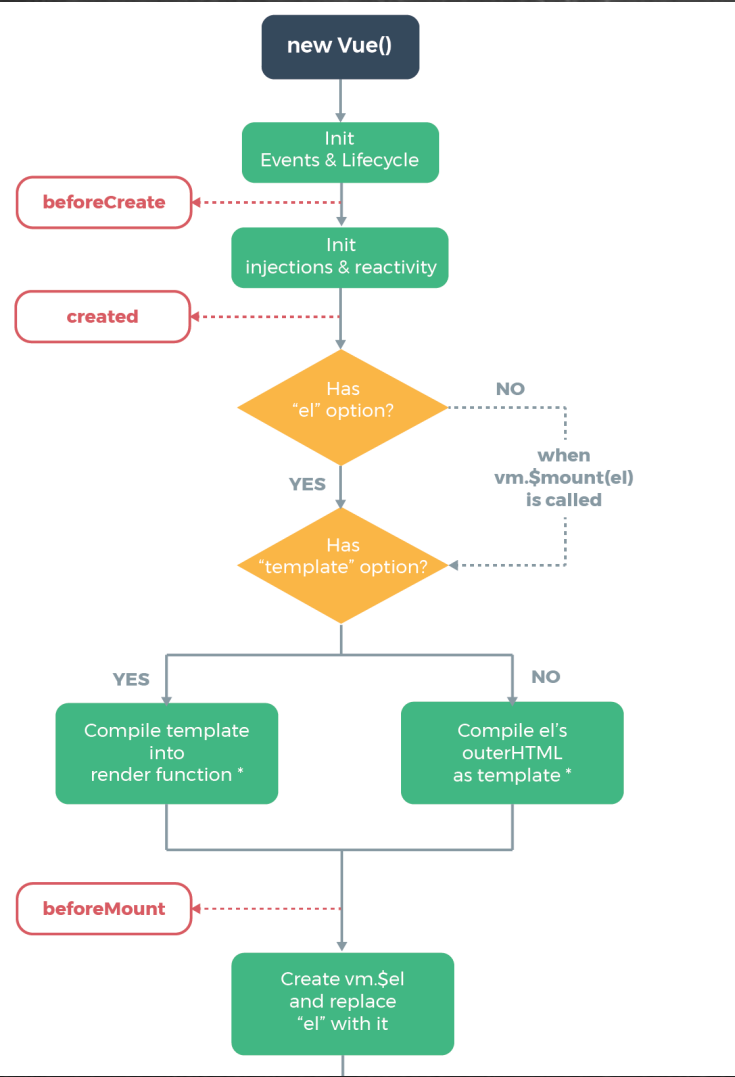 new Vue()
Init
Events & Lifecycle
beforeCreate
Init
injections & reactivity
created
Has
“el” option?
NO
when
vm.$mount(el)
is called
YES
Has
“template” option?
YES
NO
Compile template
into
render function *
Compile el’s
outerHTML
as template *
beforeMount
Create vm.$el
and replace
“el” with it